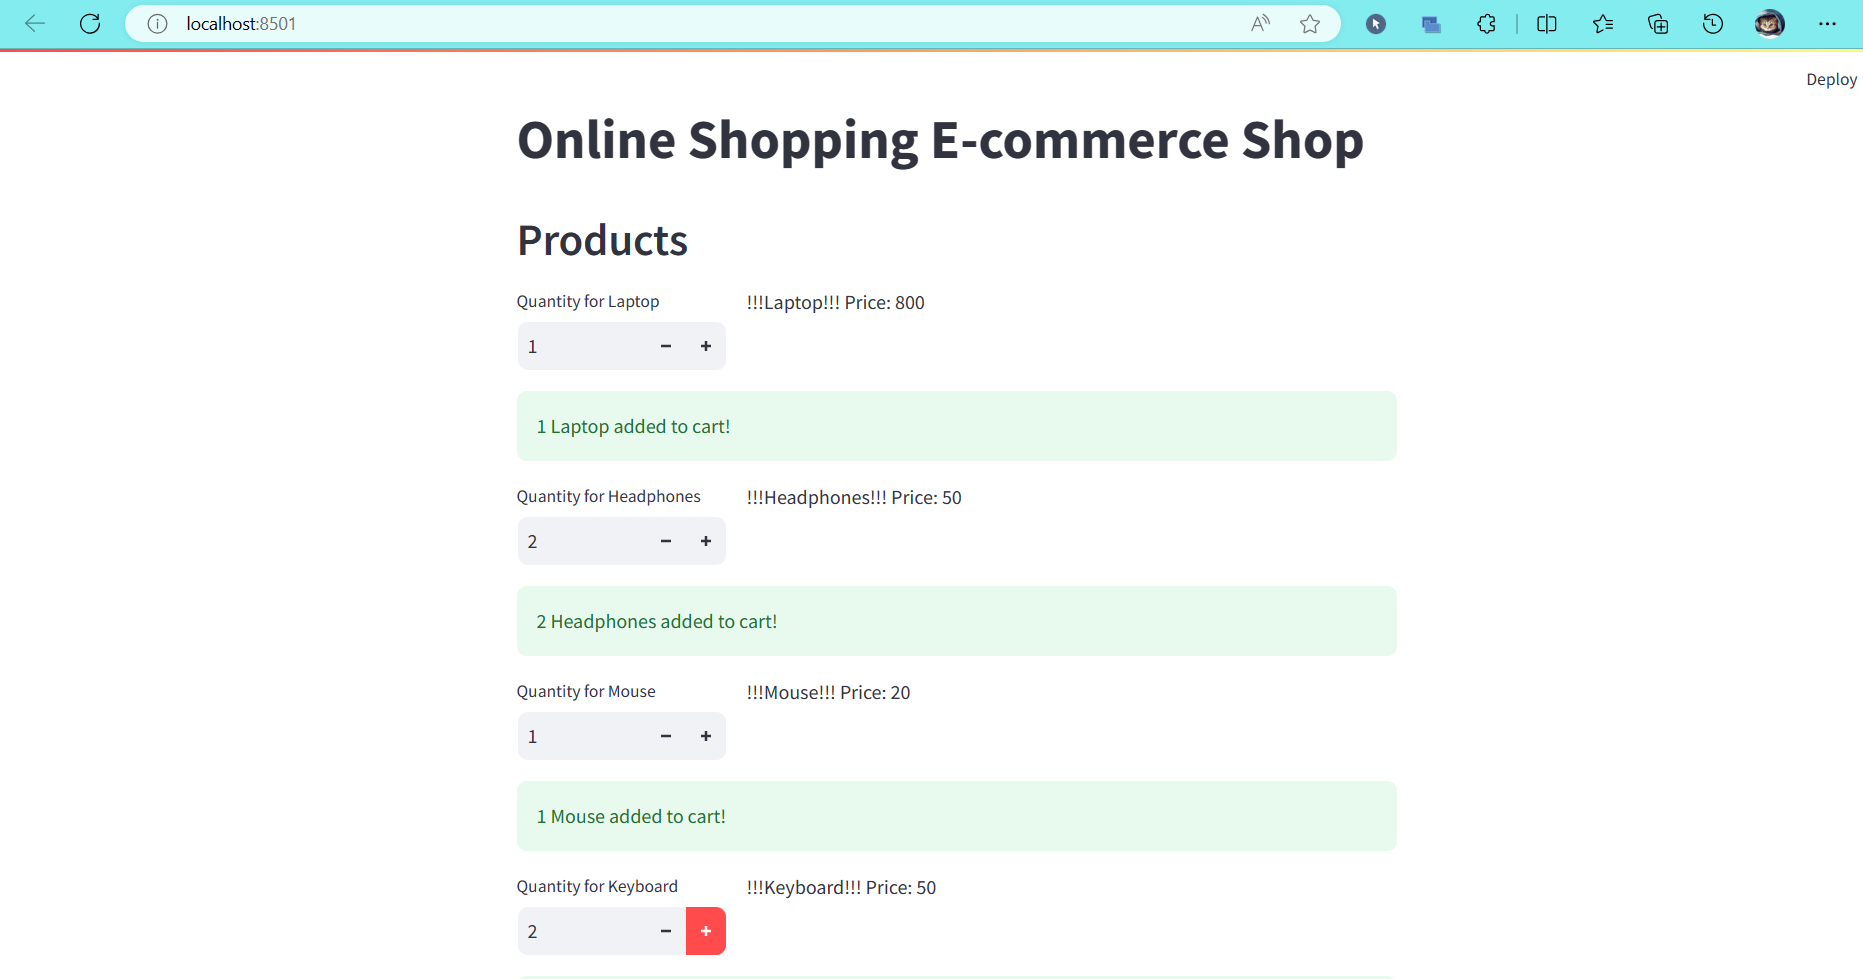 localhost:8501
Deploy
Online Shopping E-commerce Shop
Products
Quantity for Laptop
!!!Laptop!!! Price: 800
1
1 Laptop added to cart!
Quantity for Headphones
!!!Headphones!!! Price: 50
2
2 Headphones added to cart!
Quantity for Mouse
!!!Mouse!!! Price: 20
1
1 Mouse added to cart!
Quantity for Keyboard
!!!Keyboard!!! Price: 50
2